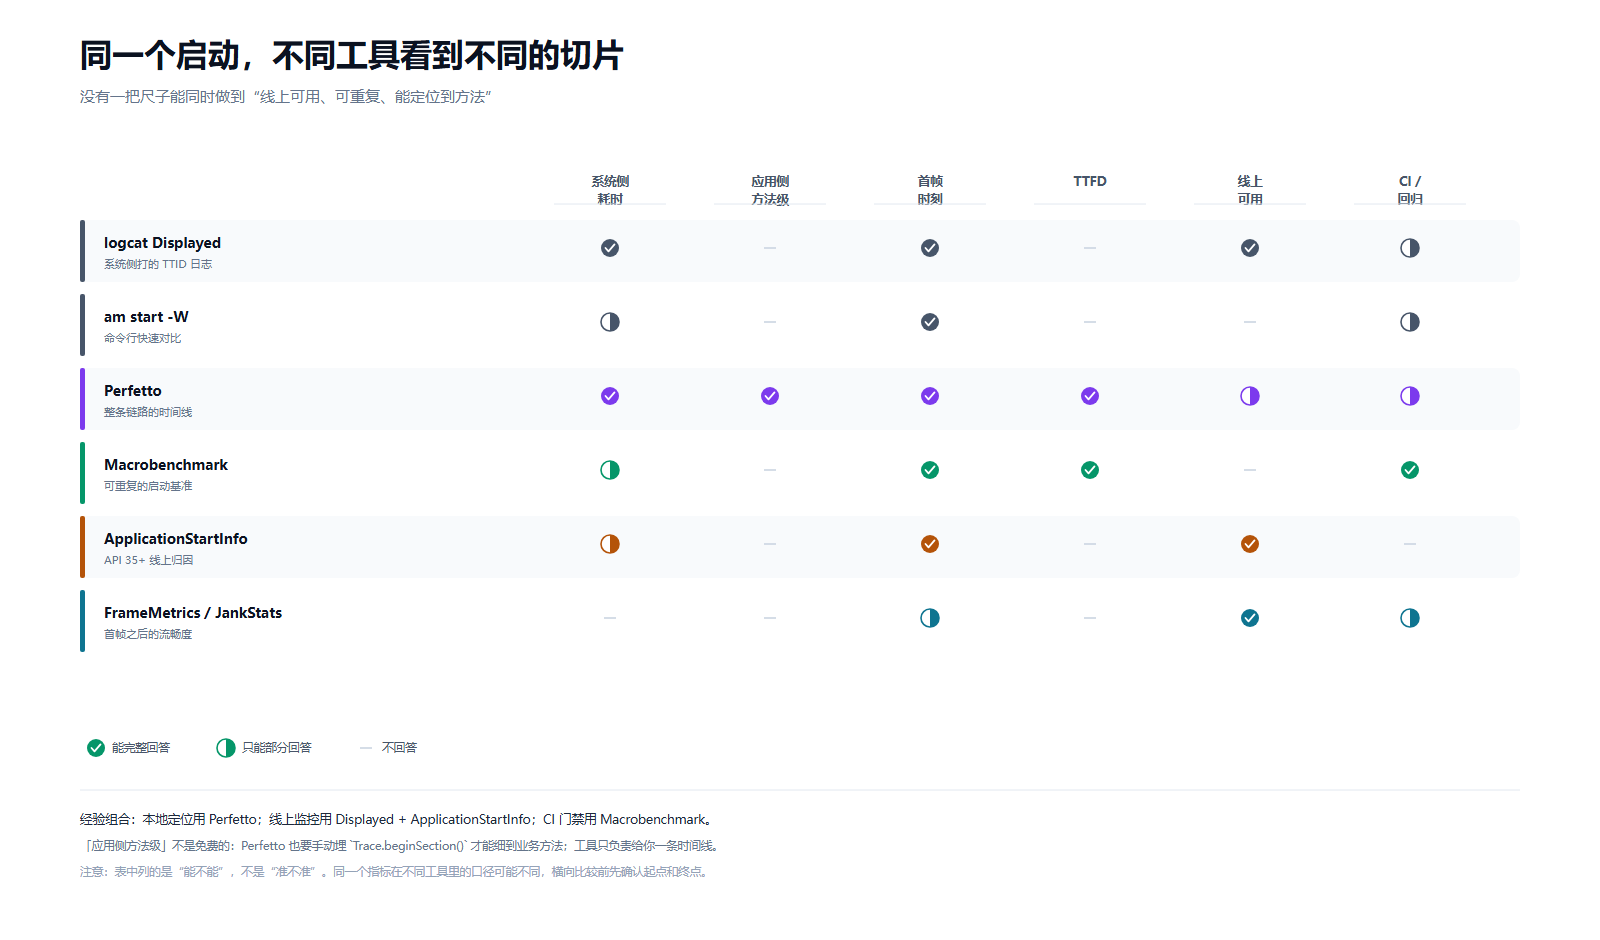 同一个启动，不同工具看到不同的切片
没有一把尺子能同时做到“线上可用、可重复、能定位到方法”
系统侧
耗时
应用侧
方法级
首帧
时刻
TTFD
线上
可用
CI /
回归
logcat Displayed
系统侧打的 TTID 日志
am start -W
命令行快速对比
Perfetto
整条链路的时间线
Macrobenchmark
可重复的启动基准
ApplicationStartInfo
API 35+ 线上归因
FrameMetrics / JankStats
首帧之后的流畅度
能完整回答
只能部分回答
不回答
经验组合：本地定位用 Perfetto；线上监控用 Displayed + ApplicationStartInfo；CI 门禁用 Macrobenchmark。
「应用侧方法级」不是免费的：Perfetto 也要手动埋 `Trace.beginSection()` 才能细到业务方法；工具只负责给你一条时间线。
注意：表中列的是“能不能”，不是“准不准”。同一个指标在不同工具里的口径可能不同，横向比较前先确认起点和终点。